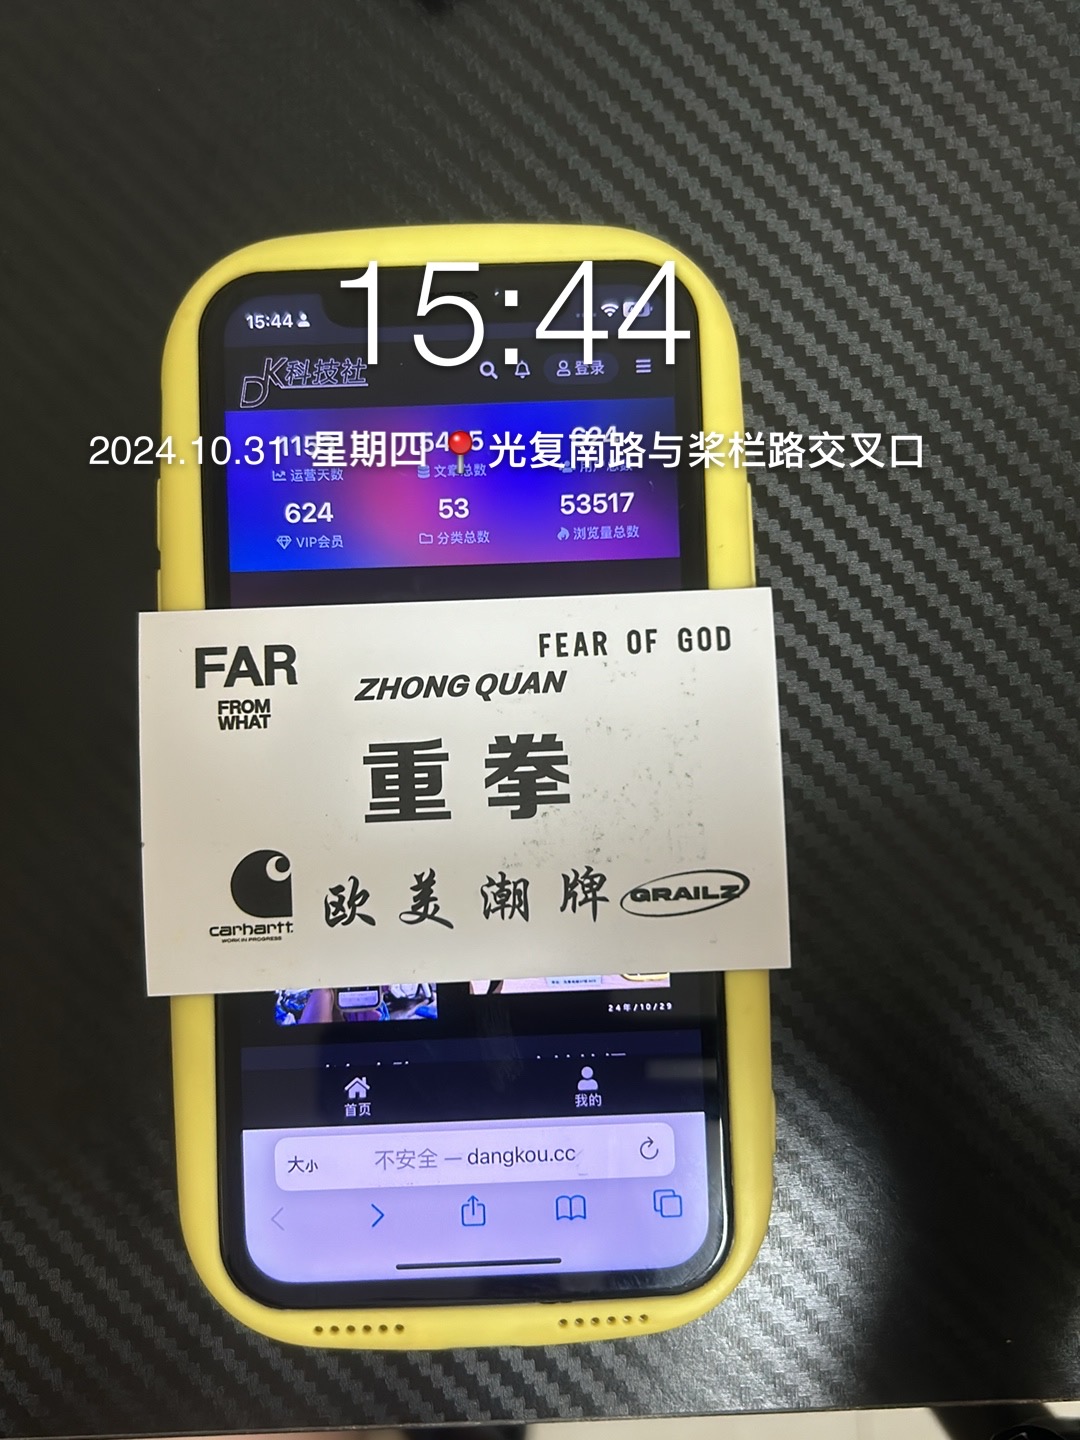 15:44
15:44
DK科技社
登录
2024.10.31 星期四 光复南路与桨栏路交叉口
运营天数 文章总数
624 53 53517
VIP会员 分类总数 浏览量总数
FAR
FROM
WHAT
FEAR OF GOD
ZHONG QUAN
重拳
carhartt
WORK IN PROGRESS
欧美潮牌
GRAILZ
24年/10/29
首页 我的
大小 不安全 — dangkou.cc